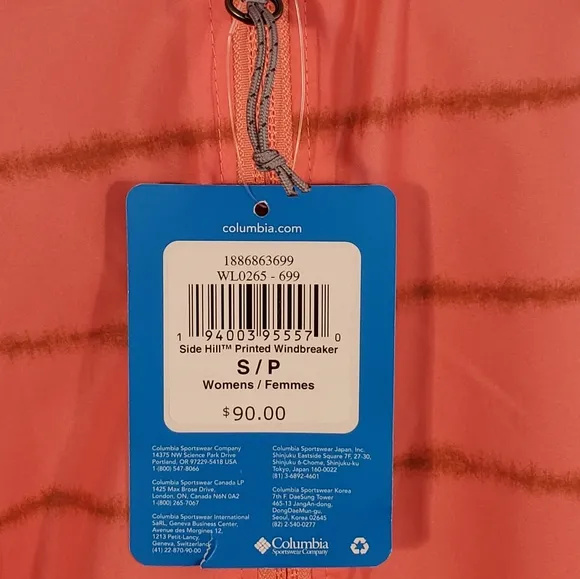 columbia.com
1886863699
WL0265 - 699
1 94003 95557 0
Side Hill™ Printed Windbreaker
S / P
Womens / Femmes
$90.00
Columbia Sportswear Company
14375 NW Science Park Drive
Portland, OR 97229-5418 USA
1-(800) 547-8066
Columbia Sportswear Canada LP
1425 Max Brose Drive,
London, ON, Canada N6N 0A2
1-(800) 265-7067
Columbia Sportswear International
SaRL, Geneva Business Center,
Avenue des Morgines 12,
1213 Petit-Lancy,
Geneva, Switzerland
(41) 22-870-90-00
Columbia Sportswear Japan, Inc.
Shinjuku Eastside Square 7F, 27-30,
Shinjuku 6-Chome, Shinjuku-ku
Tokyo, Japan 160-0022
(81) 3-6892-4601
Columbia Sportswear Korea
7th F. DaeSung Tower
465-13 JangAn-dong,
DongDaeMun-gu,
Seoul, Korea 02645
(82) 2-540-0277
Columbia
Sportswear Company